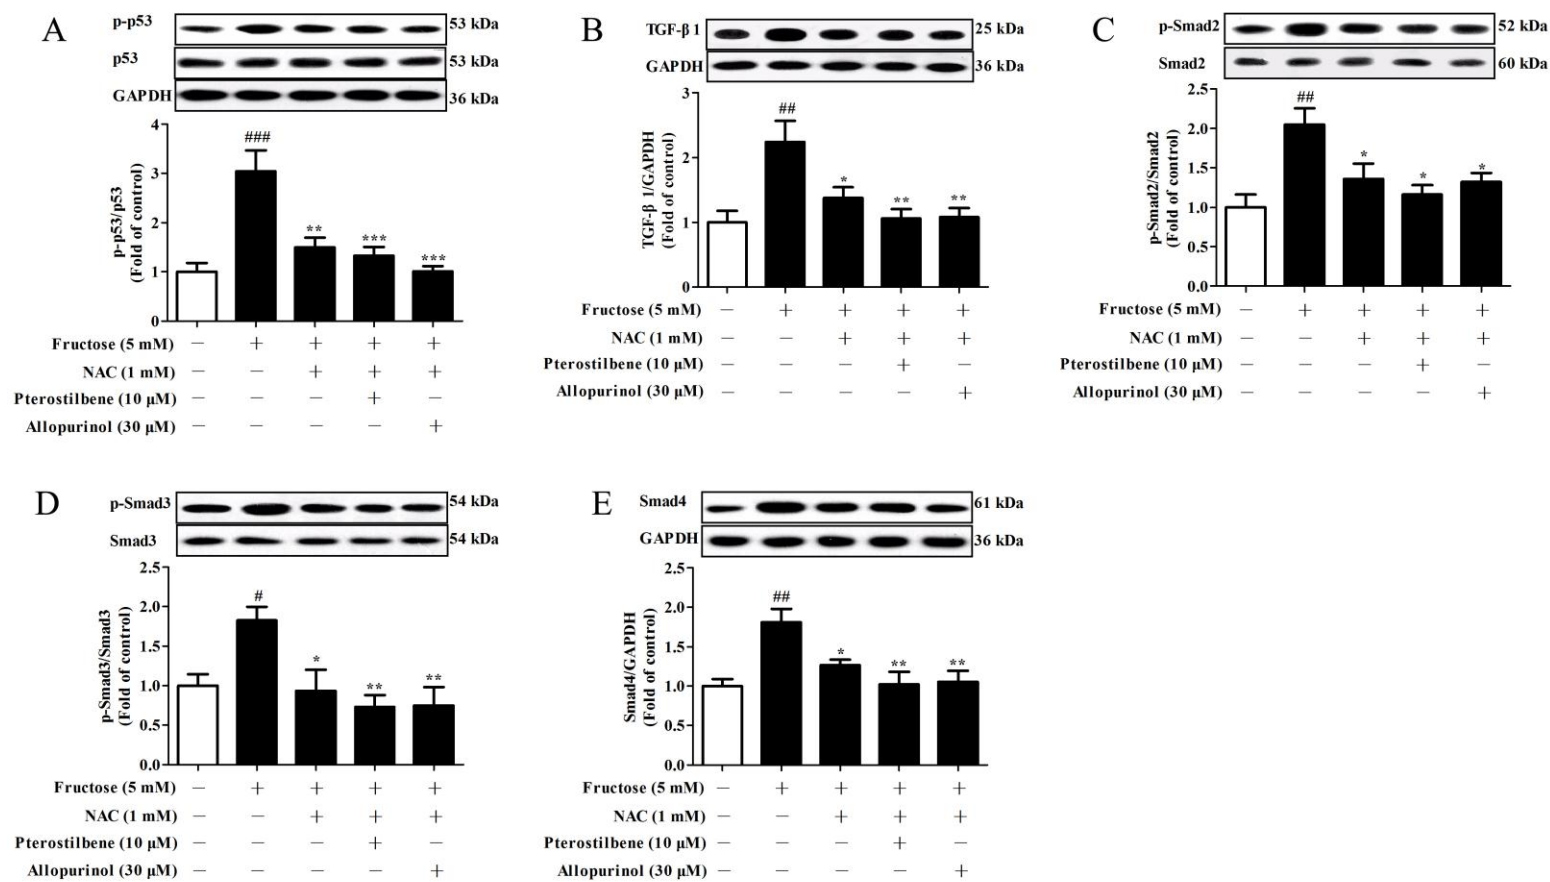 A
p-p53 53 kDa
p53 53 kDa
GAPDH 36 kDa
p-p53/p53
(Fold of control)
4
3
2
1
0
###
**
***
***
Fructose (5 mM) — + + + +
NAC (1 mM) — — + + +
Pterostilbene (10 μM) — — — + —
Allopurinol (30 μM) — — — — +
B
TGF-β 1 25 kDa
GAPDH 36 kDa
TGF-β 1/GAPDH
(Fold of control)
3
2
1
0
##
*
**
**
Fructose (5 mM) — + + + +
NAC (1 mM) — — + + +
Pterostilbene (10 μM) — — — + —
Allopurinol (30 μM) — — — — +
C
p-Smad2 52 kDa
Smad2 60 kDa
p-Smad2/Smad2
(Fold of control)
2.5
2.0
1.5
1.0
0.5
0.0
##
*
*
*
Fructose (5 mM) — + + + +
NAC (1 mM) — — + + +
Pterostilbene (10 μM) — — — + —
Allopurinol (30 μM) — — — — +
D
p-Smad3 54 kDa
Smad3 54 kDa
p-Smad3/Smad3
(Fold of control)
2.5
2.0
1.5
1.0
0.5
0.0
#
*
**
**
Fructose (5 mM) — + + + +
NAC (1 mM) — — + + +
Pterostilbene (10 μM) — — — + —
Allopurinol (30 μM) — — — — +
E
Smad4 61 kDa
GAPDH 36 kDa
Smad4/GAPDH
(Fold of control)
2.5
2.0
1.5
1.0
0.5
0.0
##
*
**
**
Fructose (5 mM) — + + + +
NAC (1 mM) — — + + +
Pterostilbene (10 μM) — — — + —
Allopurinol (30 μM) — — — — +